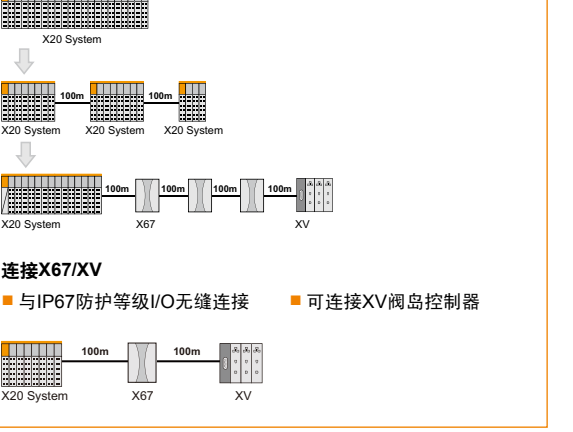 X20 System
100m 100m
X20 System X20 System X20 System
100m 100m 100m 100m
X20 System X67 XV
连接X67/XV
与IP67防护等级I/O无缝连接 可连接XV阀岛控制器
100m 100m
X20 System X67 XV